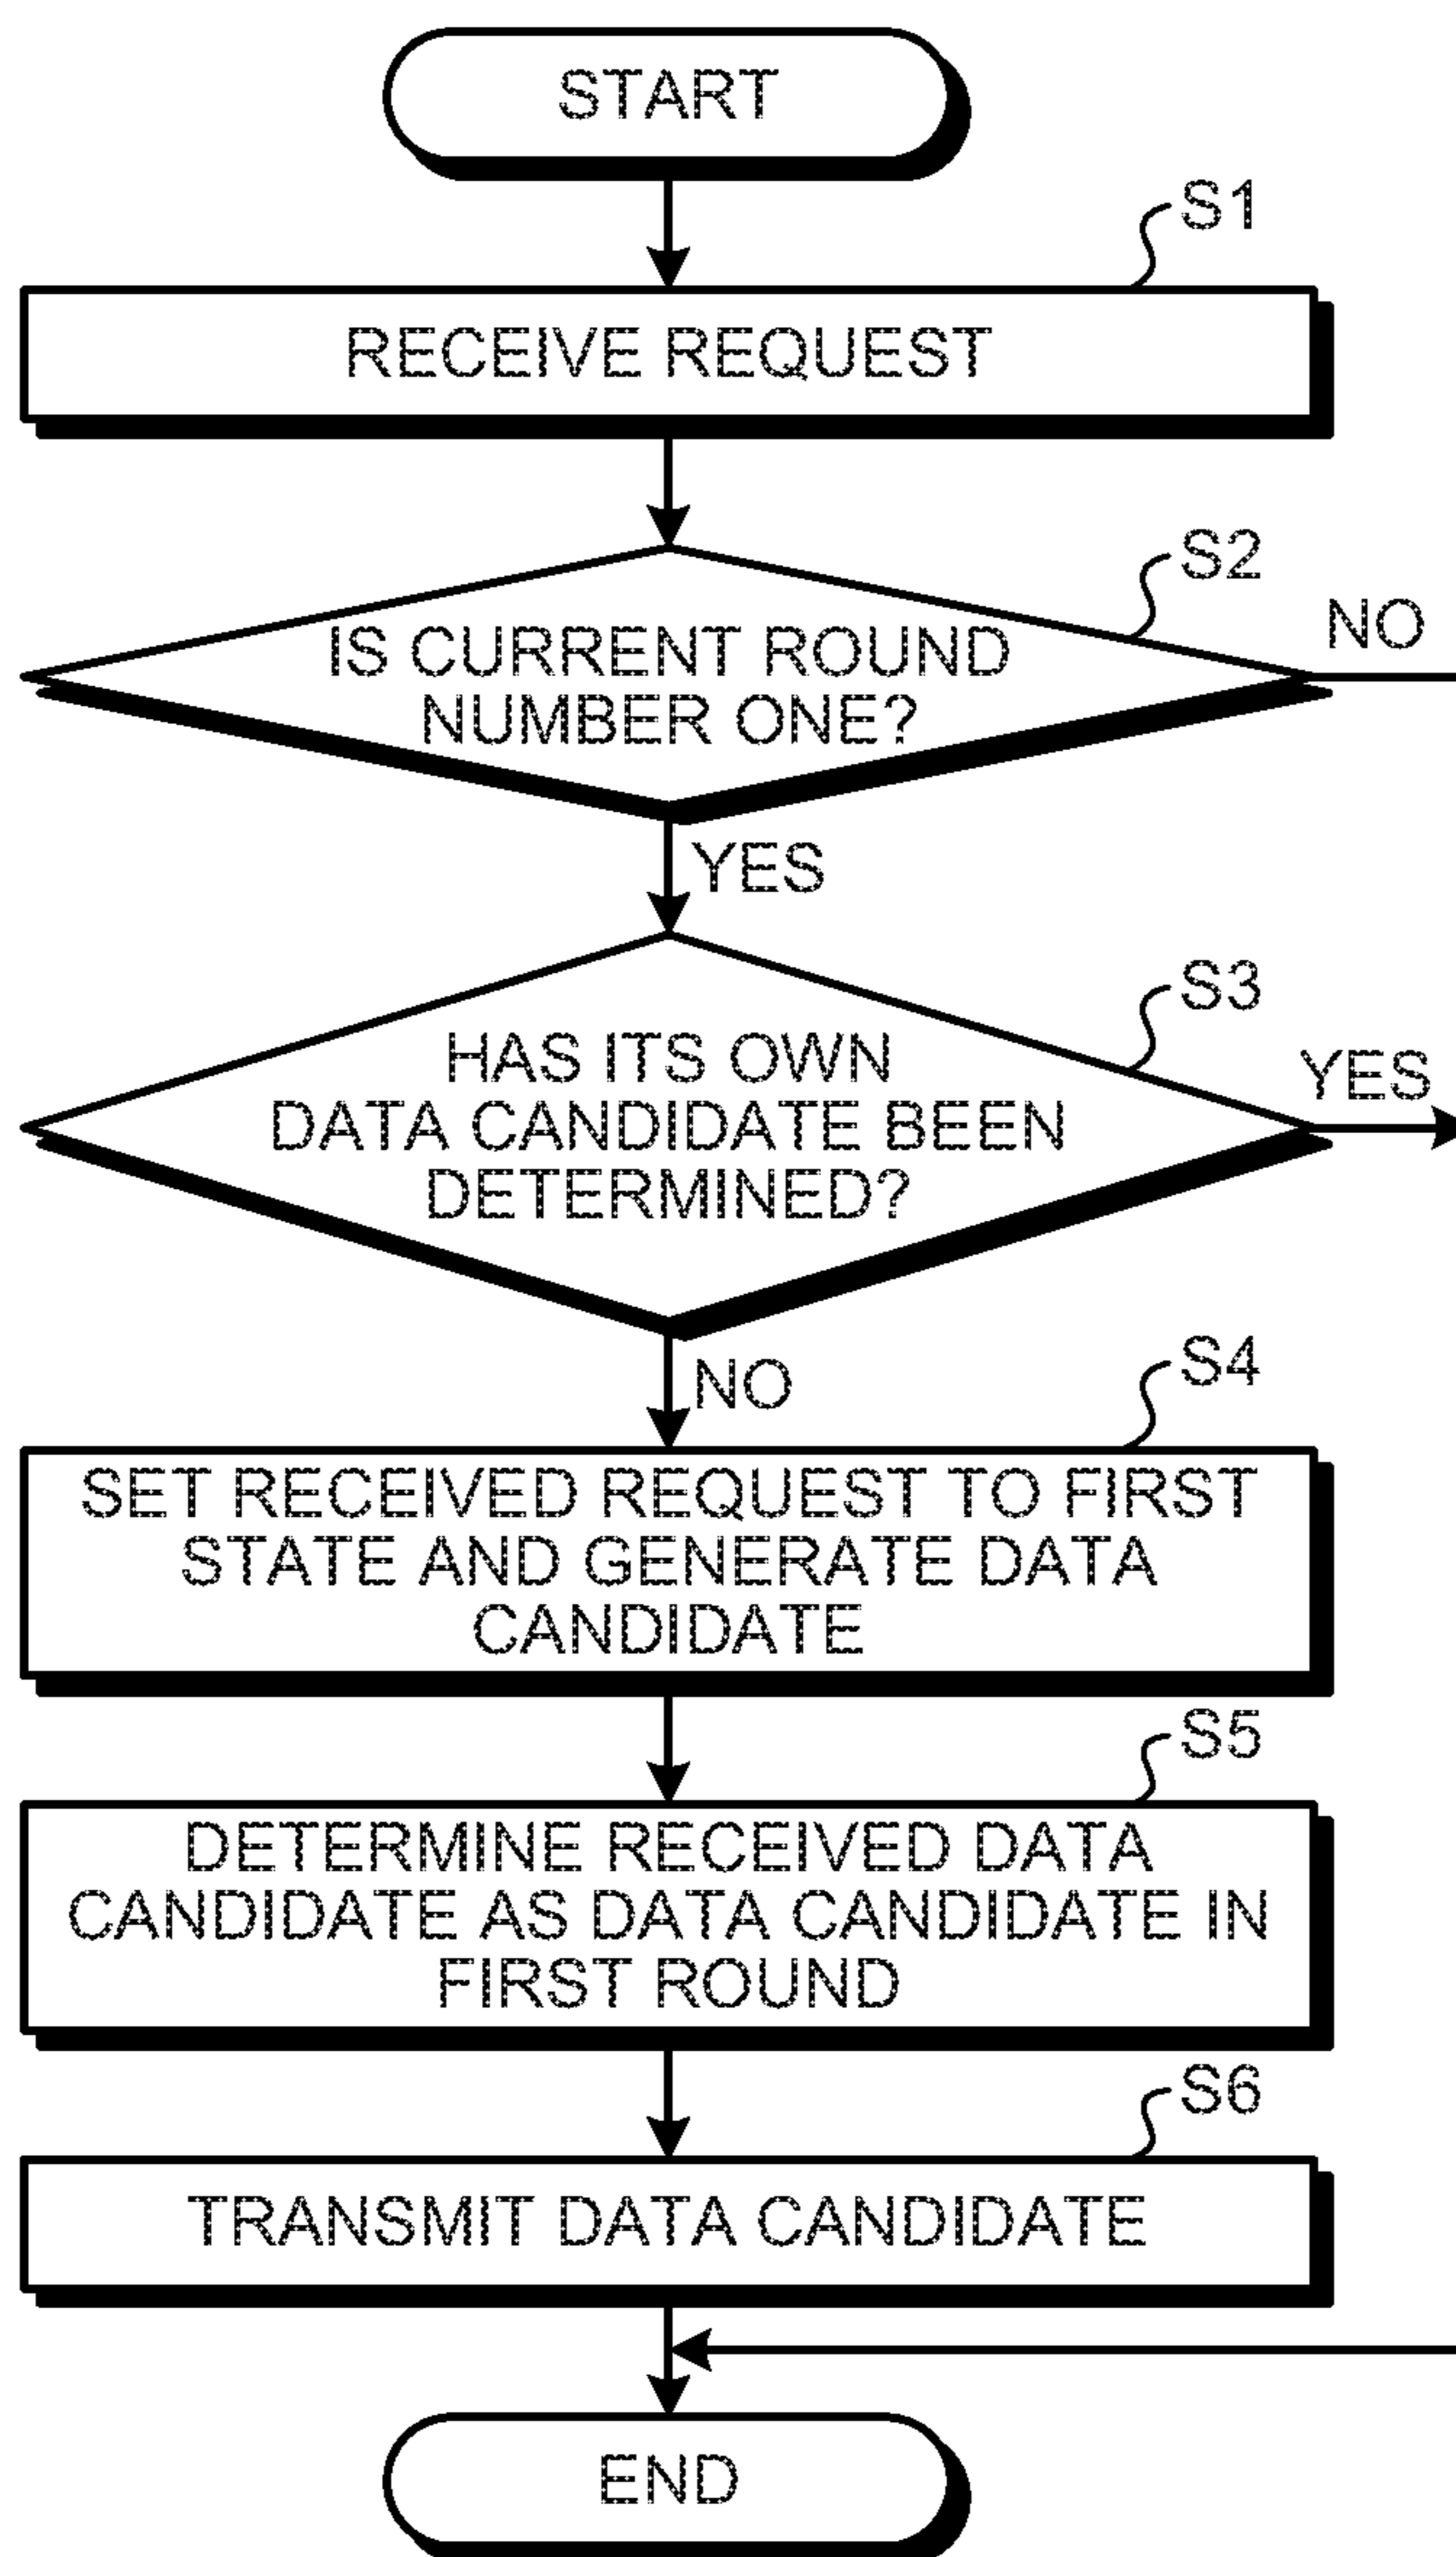 START
S1
RECEIVE REQUEST
S2
IS CURRENT ROUND
NUMBER ONE?
NO
YES
S3
HAS ITS OWN
DATA CANDIDATE BEEN
DETERMINED?
YES
NO
S4
SET RECEIVED REQUEST TO FIRST
STATE AND GENERATE DATA
CANDIDATE
S5
DETERMINE RECEIVED DATA
CANDIDATE AS DATA CANDIDATE IN
FIRST ROUND
S6
TRANSMIT DATA CANDIDATE
END